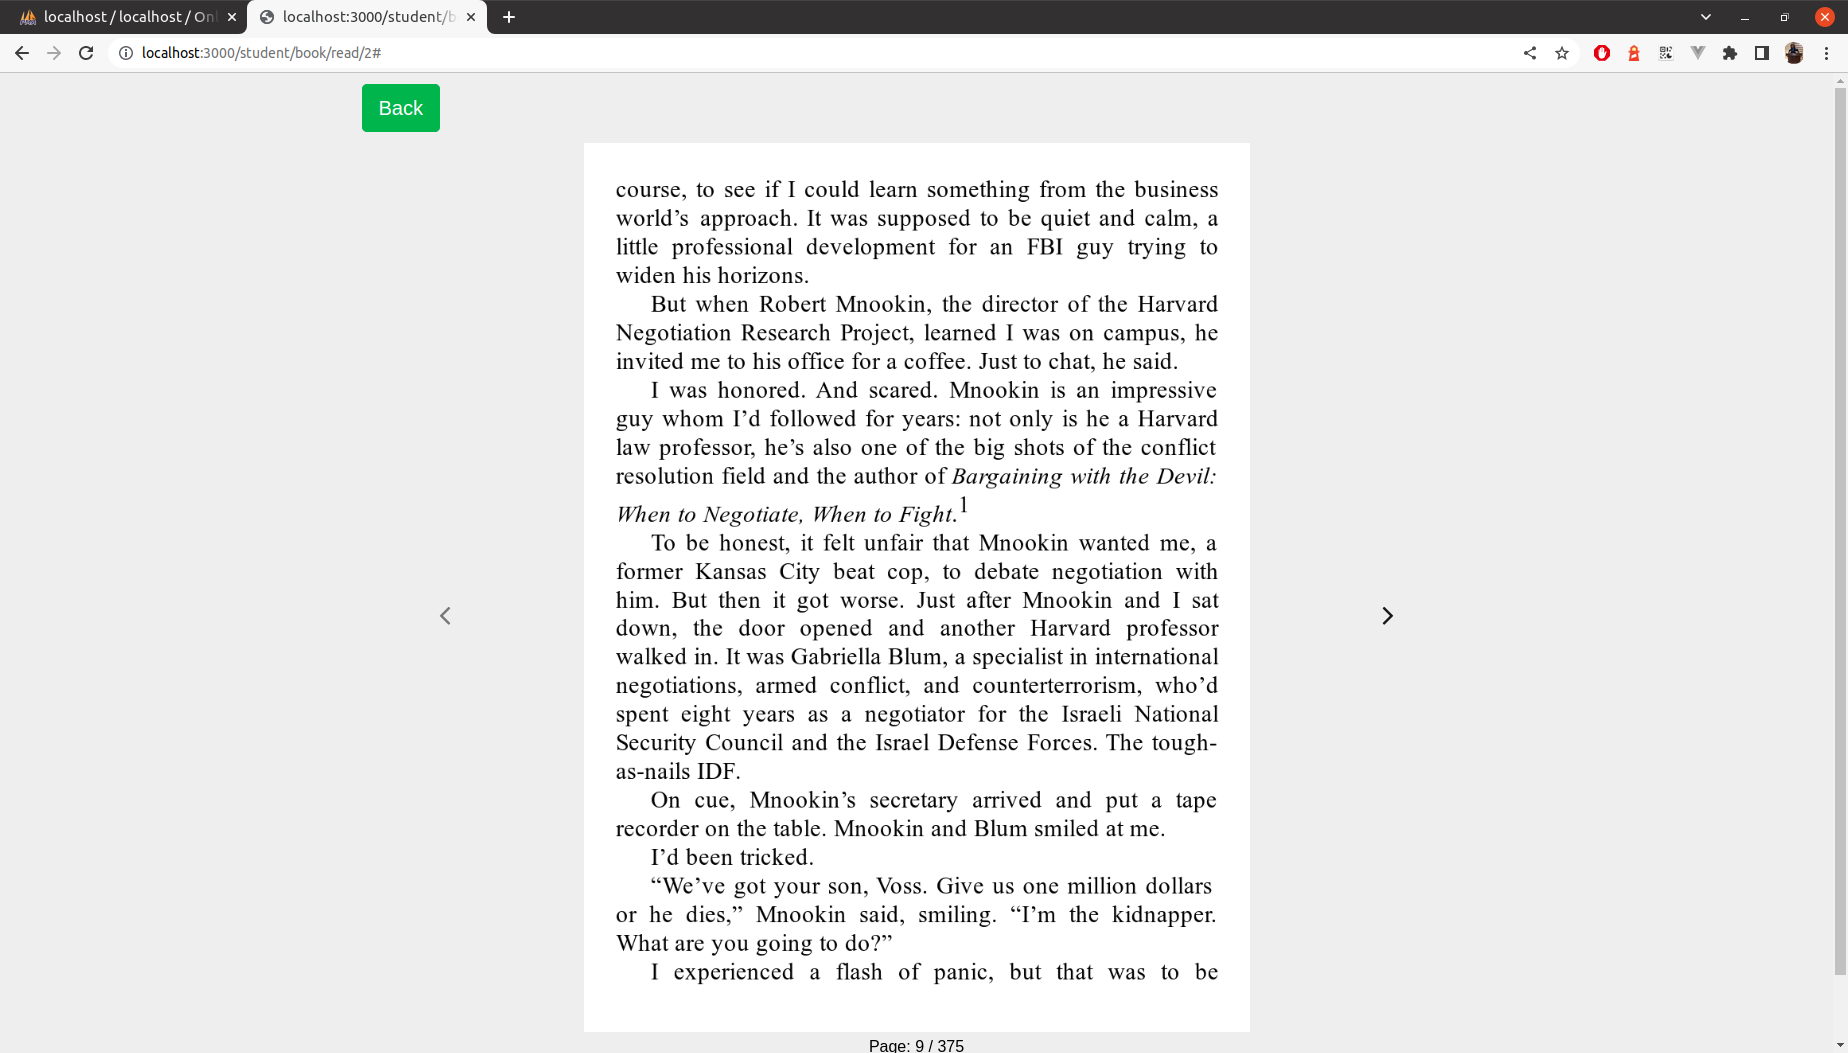 localhost / localhost / Onl
localhost:3000/student/b
localhost:3000/student/book/read/2#
Back
course, to see if I could learn something from the business
world’s approach. It was supposed to be quiet and calm, a
little professional development for an FBI guy trying to
widen his horizons.
But when Robert Mnookin, the director of the Harvard
Negotiation Research Project, learned I was on campus, he
invited me to his office for a coffee. Just to chat, he said.
I was honored. And scared. Mnookin is an impressive
guy whom I’d followed for years: not only is he a Harvard
law professor, he’s also one of the big shots of the conflict
resolution field and the author of Bargaining with the Devil:
When to Negotiate, When to Fight.1
To be honest, it felt unfair that Mnookin wanted me, a
former Kansas City beat cop, to debate negotiation with
him. But then it got worse. Just after Mnookin and I sat
down, the door opened and another Harvard professor
walked in. It was Gabriella Blum, a specialist in international
negotiations, armed conflict, and counterterrorism, who’d
spent eight years as a negotiator for the Israeli National
Security Council and the Israel Defense Forces. The tough-
as-nails IDF.
On cue, Mnookin’s secretary arrived and put a tape
recorder on the table. Mnookin and Blum smiled at me.
I’d been tricked.
“We’ve got your son, Voss. Give us one million dollars
or he dies,” Mnookin said, smiling. “I’m the kidnapper.
What are you going to do?”
I experienced a flash of panic, but that was to be
Page: 9 / 375